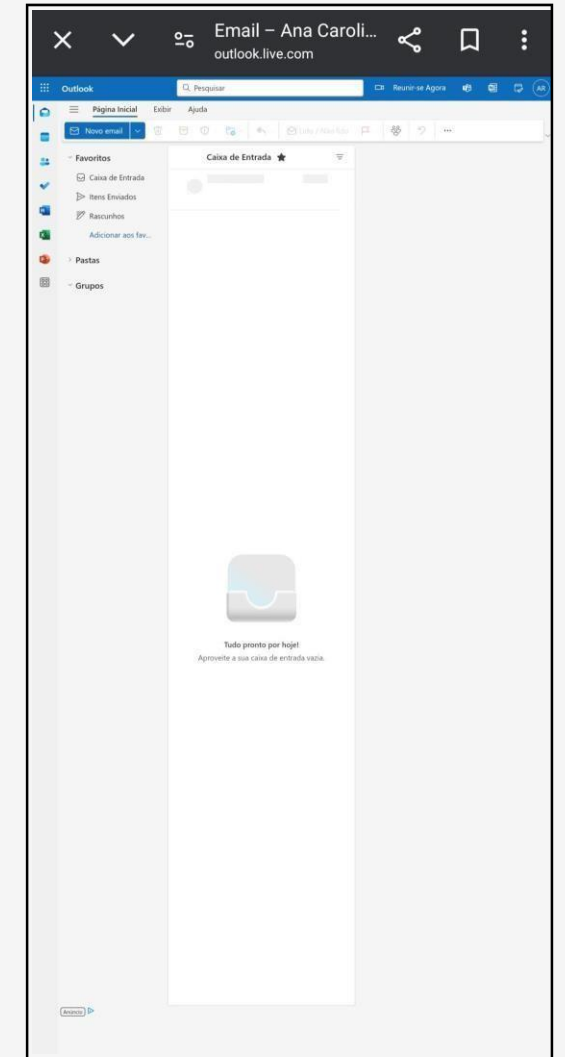 Email – Ana Caroli...
outlook.live.com
Outlook
Pesquisar
Reunir-se Agora
AR
Página Inicial Exibir Ajuda
Novo email
Favoritos
Caixa de Entrada
Itens Enviados
Rascunhos
Adicionar aos fav...
Pastas
Grupos
Caixa de Entrada
Tudo pronto por hoje!
Aproveite a sua caixa de entrada vazia.
Anúncio